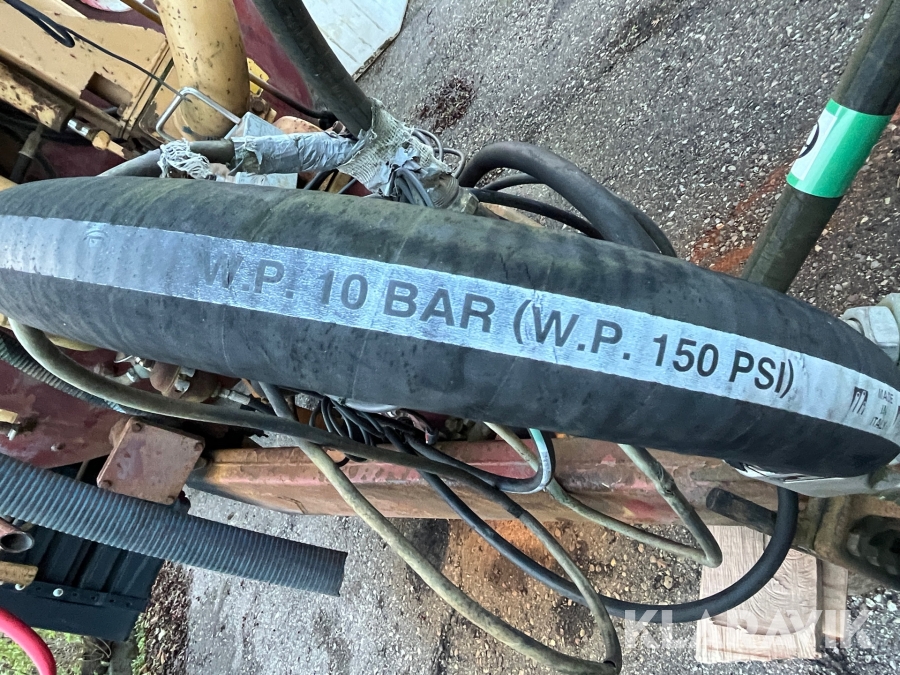 W.P. 10 BAR (W.P. 150 PSI)
MADE
IN
ITALY
KLARAVIK